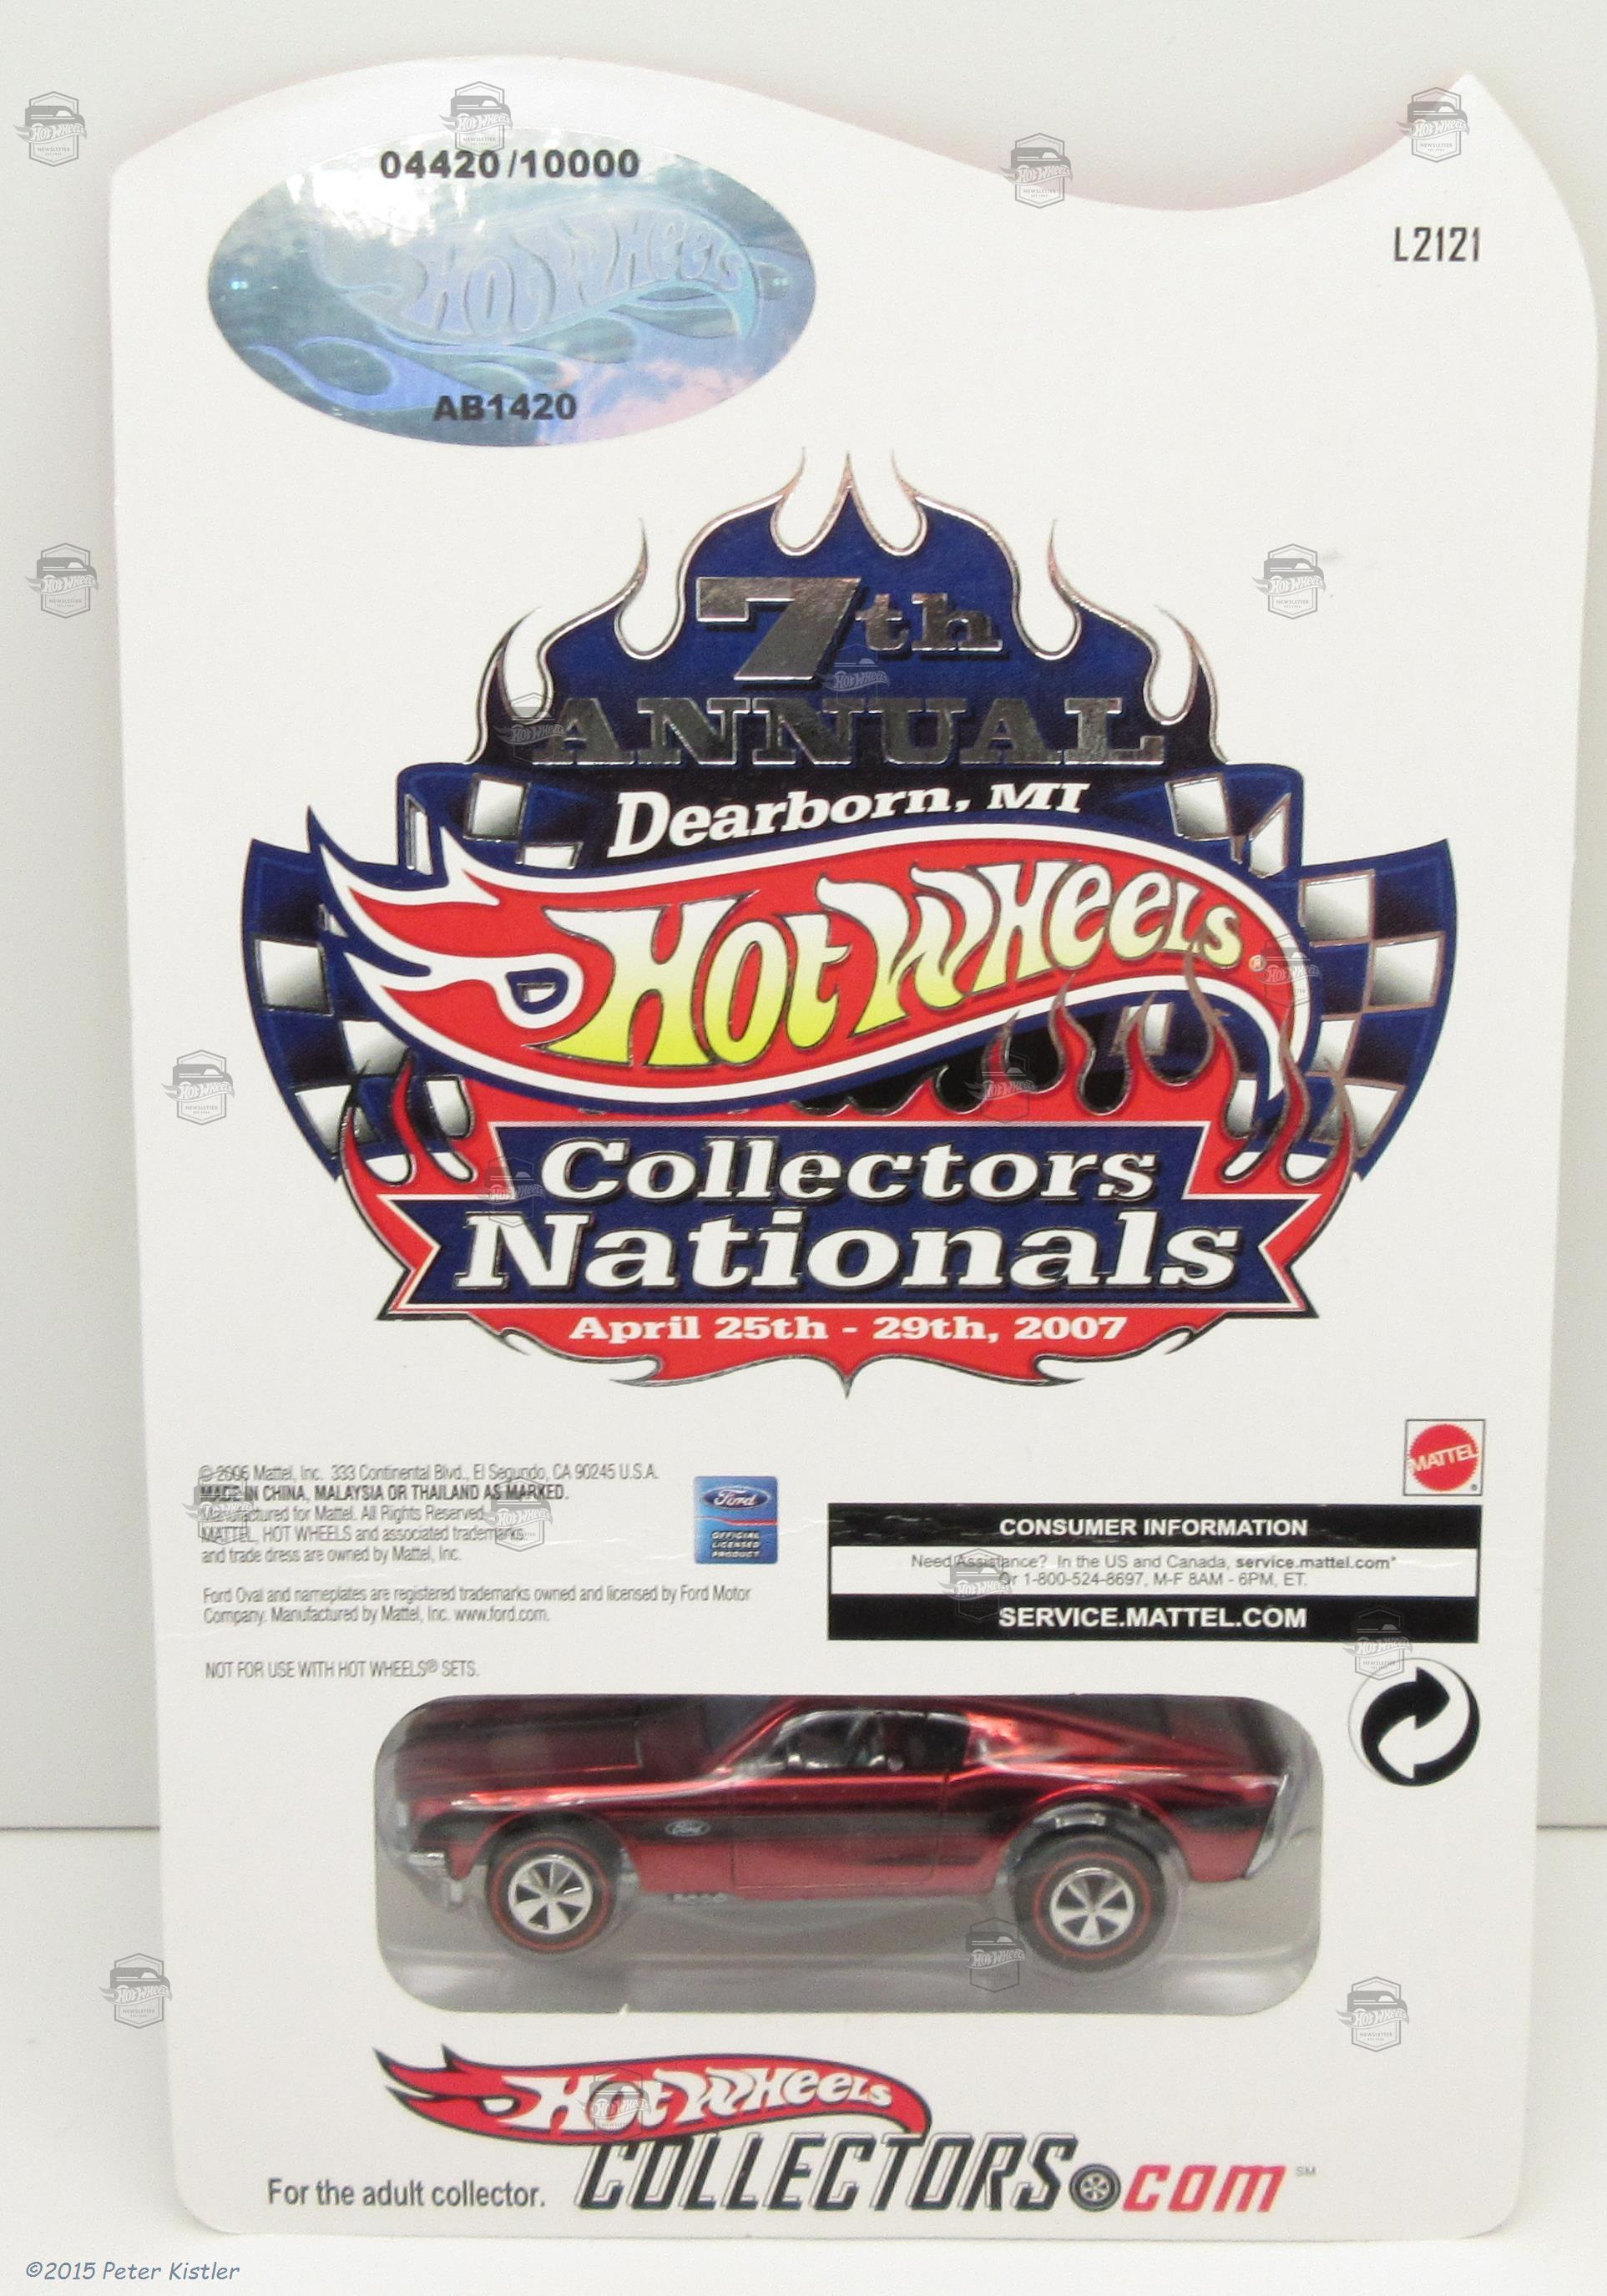 04420/10000
HOT WHEELS
AB1420
L2121
7th
ANNUAL
Dearborn, MI
HOT WHEELS®
Collectors
Nationals
April 25th - 29th, 2007
© 2006 Mattel, Inc. 333 Continental Blvd., El Segundo, CA 90245 U.S.A.
MADE IN CHINA, MALAYSIA OR THAILAND AS MARKED.
Manufactured for Mattel. All Rights Reserved.
MATTEL, HOT WHEELS and associated trademarks
and trade dress are owned by Mattel, Inc.
Ford
OFFICIAL
LICENSED
PRODUCT
MATTEL®
CONSUMER INFORMATION
Need Assistance? In the US and Canada, service.mattel.com*
Or 1-800-524-8697, M-F 8AM - 6PM, ET.
SERVICE.MATTEL.COM
Ford Oval and nameplates are registered trademarks owned and licensed by Ford Motor
Company. Manufactured by Mattel, Inc. www.ford.com.
NOT FOR USE WITH HOT WHEELS® SETS.
Ford
HOT WHEELS
For the adult collector. COLLECTORS.com SM
©2015 Peter Kistler